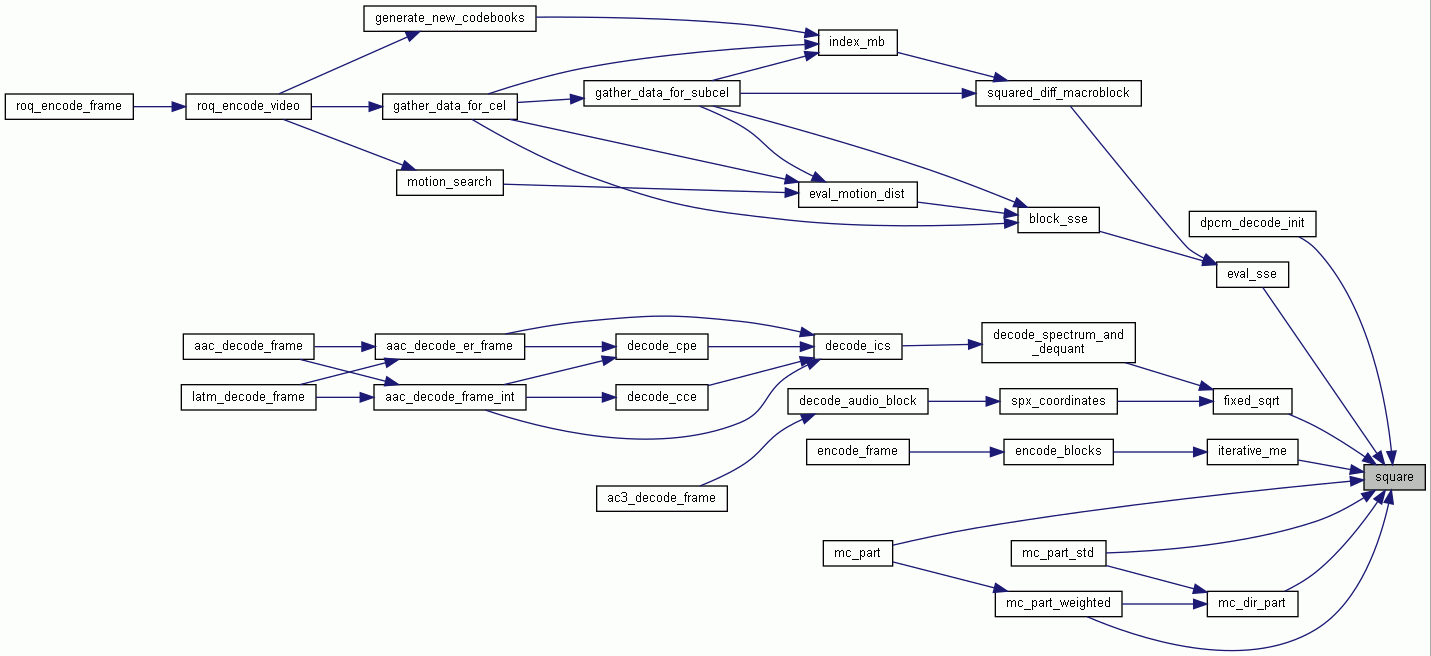 generate_new_codebooks
index_mb
roq_encode_frame
roq_encode_video
gather_data_for_cel
gather_data_for_subcel
squared_diff_macroblock
motion_search
eval_motion_dist
block_sse
dpcm_decode_init
eval_sse
aac_decode_frame
aac_decode_er_frame
decode_cpe
decode_ics
decode_spectrum_and
_dequant
latm_decode_frame
aac_decode_frame_int
decode_cce
decode_audio_block
spx_coordinates
fixed_sqrt
encode_frame
encode_blocks
iterative_me
square
ac3_decode_frame
mc_part
mc_part_std
mc_part_weighted
mc_dir_part